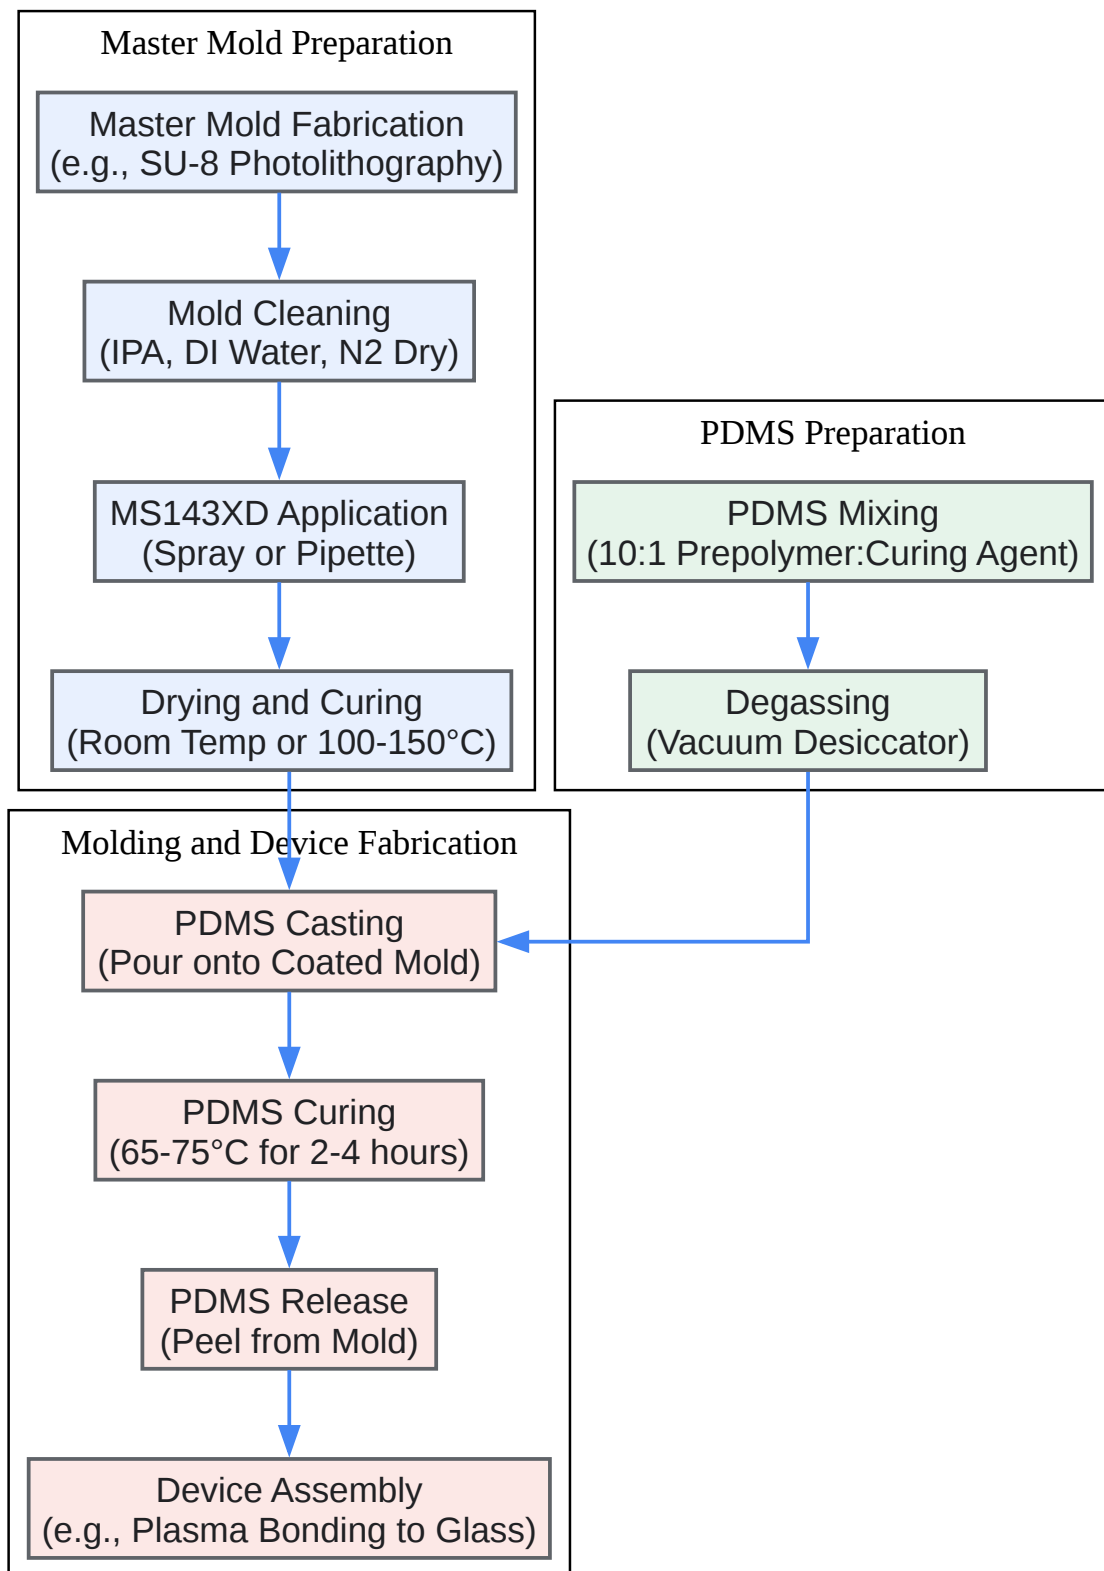 Master Mold Preparation
Master Mold Fabrication
(e.g., SU-8 Photolithography)
Mold Cleaning
(IPA, DI Water, N2 Dry)
MS143XD Application
(Spray or Pipette)
Drying and Curing
(Room Temp or 100-150°C)
PDMS Preparation
PDMS Mixing
(10:1 Prepolymer:Curing Agent)
Degassing
(Vacuum Desiccator)
Molding and Device Fabrication
PDMS Casting
(Pour onto Coated Mold)
PDMS Curing
(65-75°C for 2-4 hours)
PDMS Release
(Peel from Mold)
Device Assembly
(e.g., Plasma Bonding to Glass)